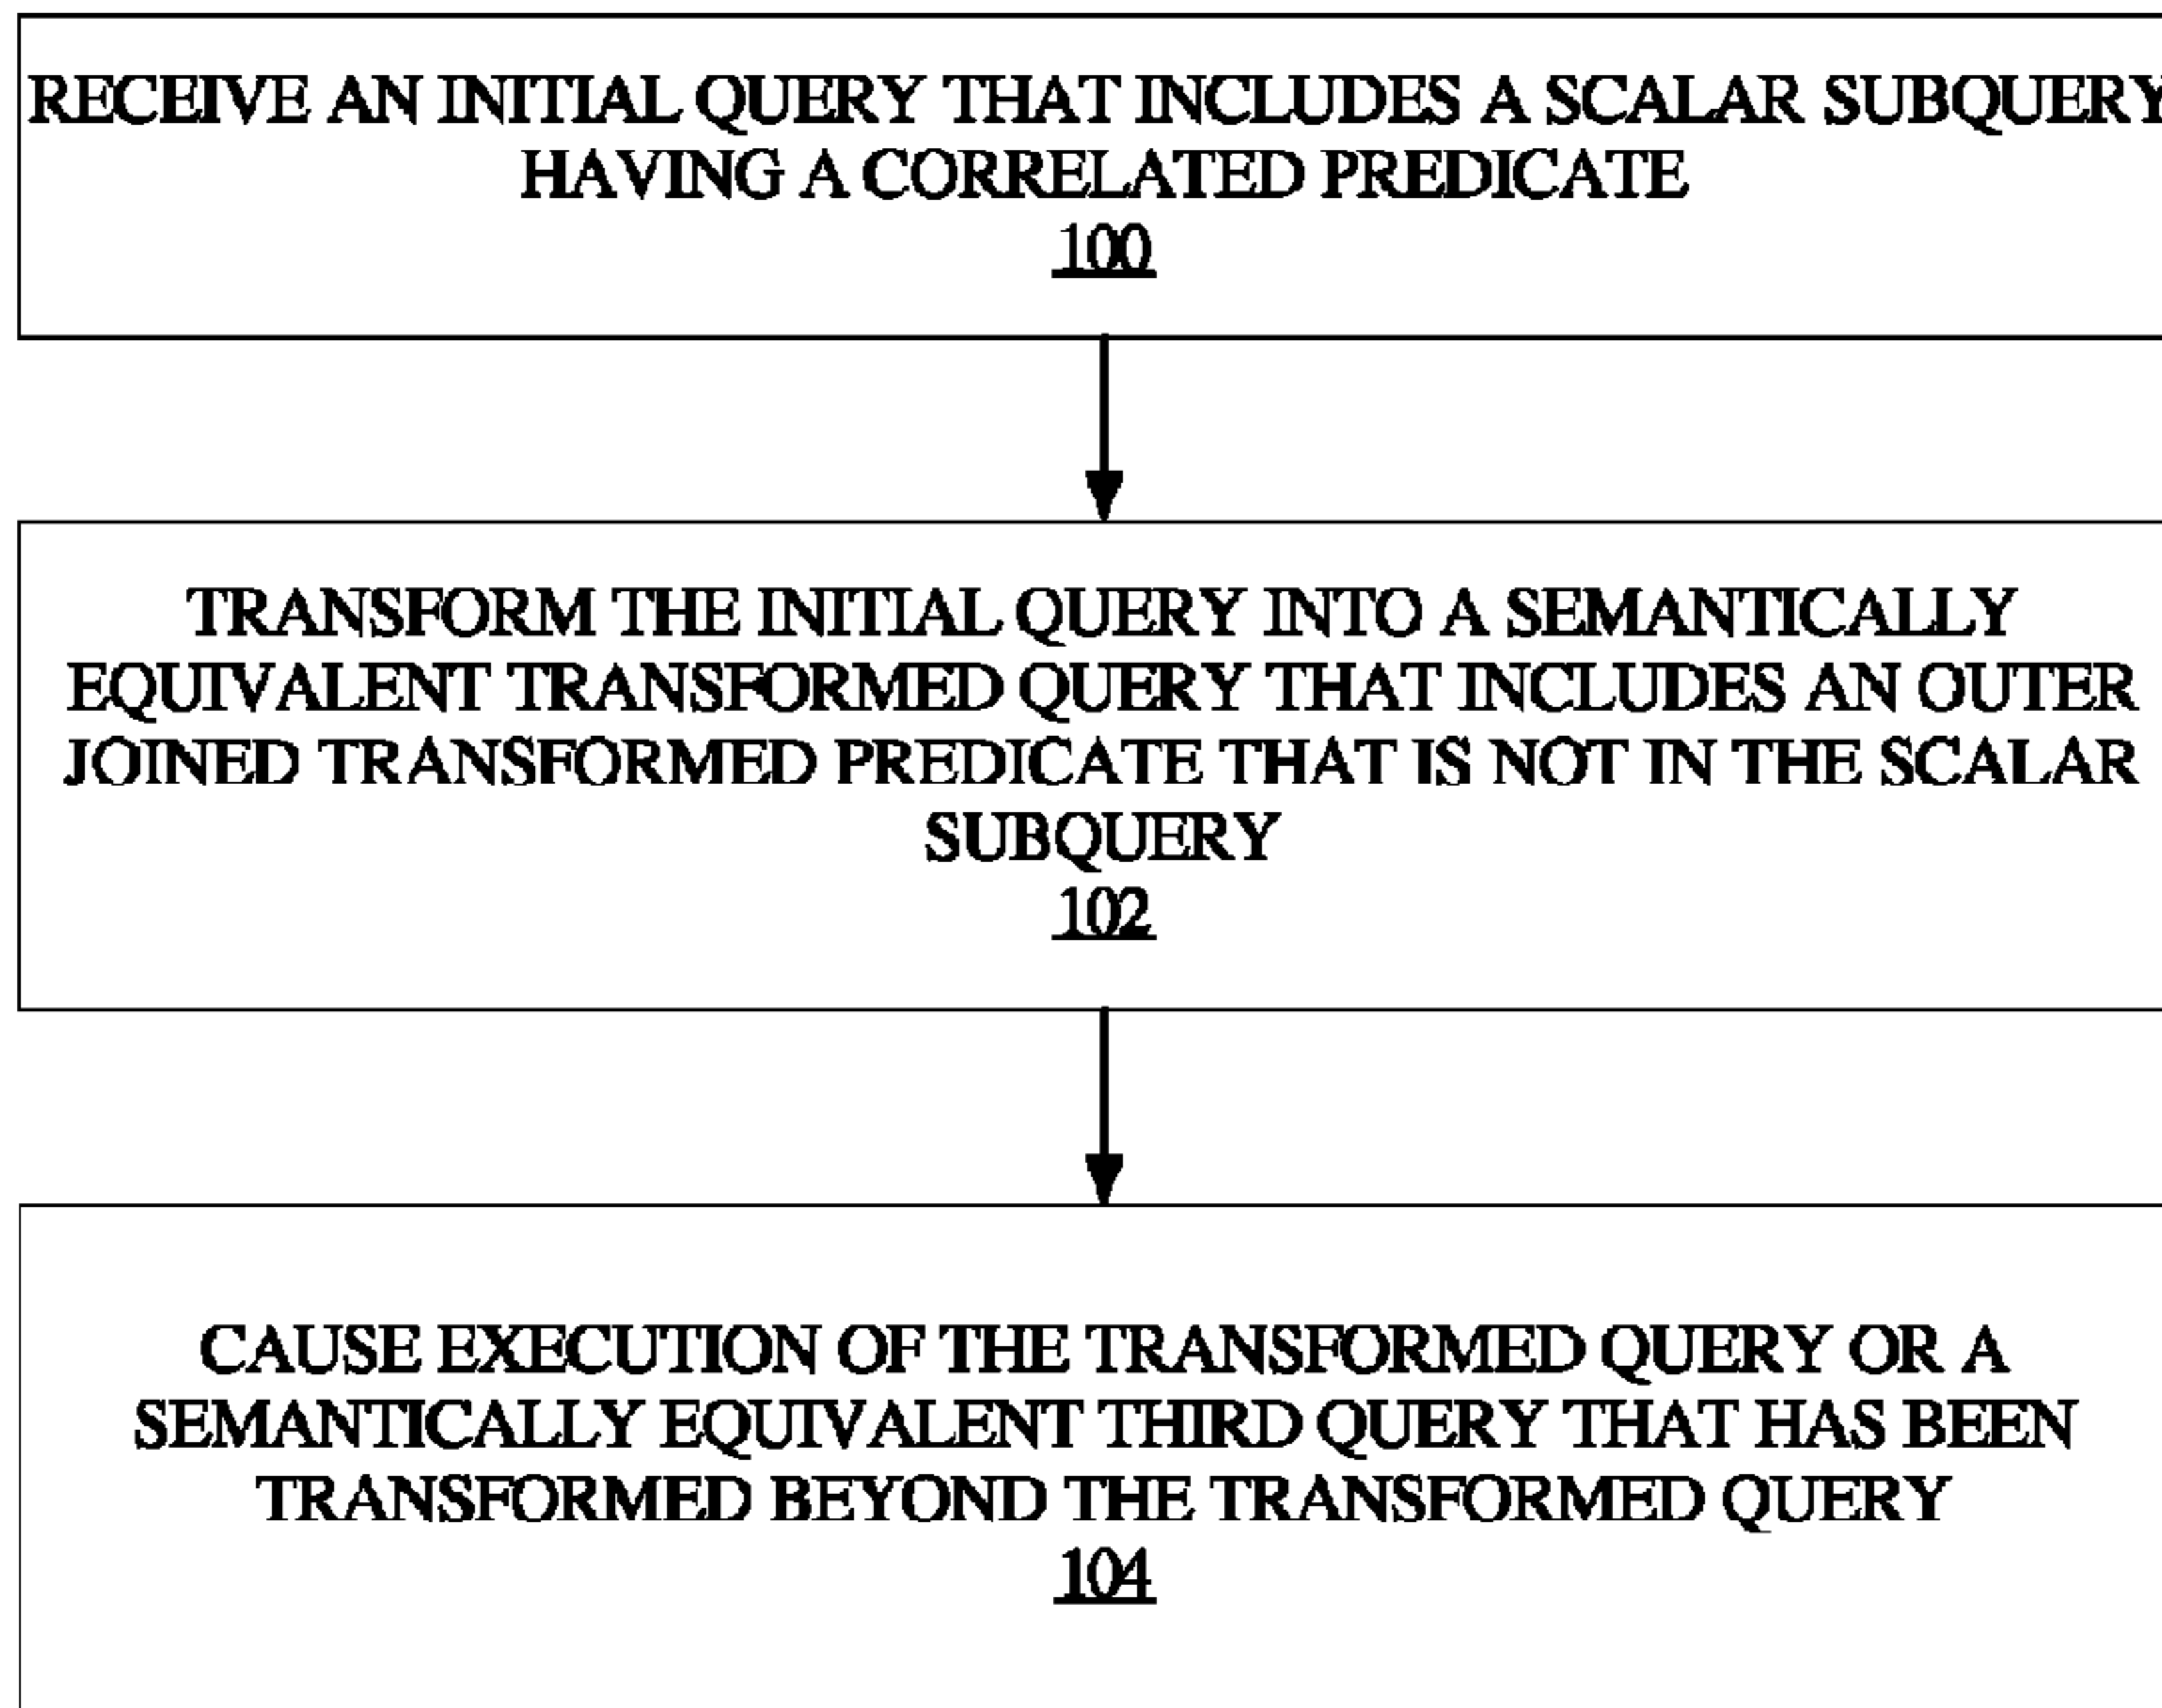 RECEIVE AN INITIAL QUERY THAT INCLUDES A SCALAR SUBQUERY
HAVING A CORRELATED PREDICATE
100
TRANSFORM THE INITIAL QUERY INTO A SEMANTICALLY
EQUIVALENT TRANSFORMED QUERY THAT INCLUDES AN OUTER
JOINED TRANSFORMED PREDICATE THAT IS NOT IN THE SCALAR
SUBQUERY
102
CAUSE EXECUTION OF THE TRANSFORMED QUERY OR A
SEMANTICALLY EQUIVALENT THIRD QUERY THAT HAS BEEN
TRANSFORMED BEYOND THE TRANSFORMED QUERY
104